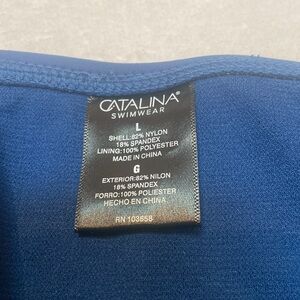 CATALINA®
SWIMWEAR
L
SHELL:82% NYLON
18% SPANDEX
LINING:100% POLYESTER
MADE IN CHINA
G
EXTERIOR:82% NILON
18% SPANDEX
FORRO:100% POLIESTER
HECHO EN CHINA
RN 103658